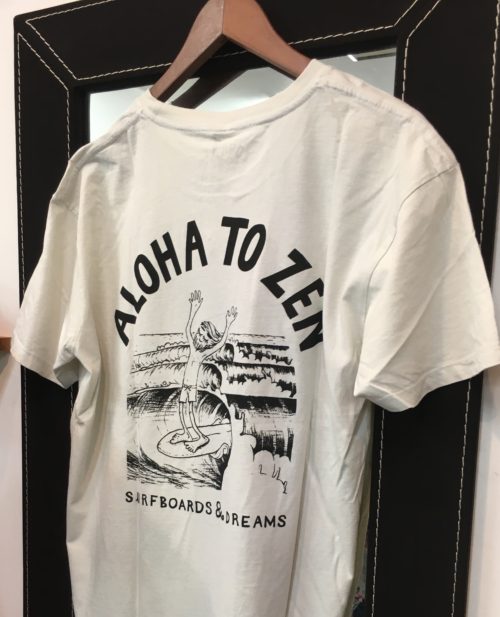 ALOHA TO ZEN
SURFBOARDS & DREAMS